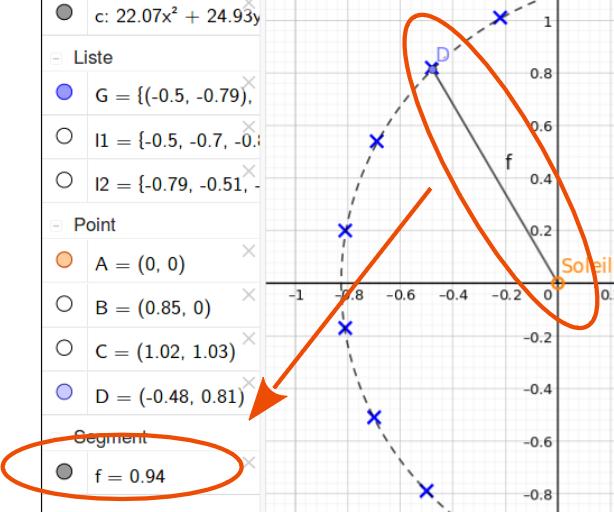 c: 22.07x² + 24.93y
Liste
G = {(-0.5, -0.79),
l1 = {-0.5, -0.7, -0.8
l2 = {-0.79, -0.51, -
Point
A = (0, 0)
B = (0.85, 0)
C = (1.02, 1.03)
D = (-0.48, 0.81)
Segment
f = 0.94
1
D
0.8
0.6
f
0.4
0.2
Soleil
-1
-0.8
-0.6
-0.4
-0.2
0
0.
-0.2
-0.4
-0.6
-0.8